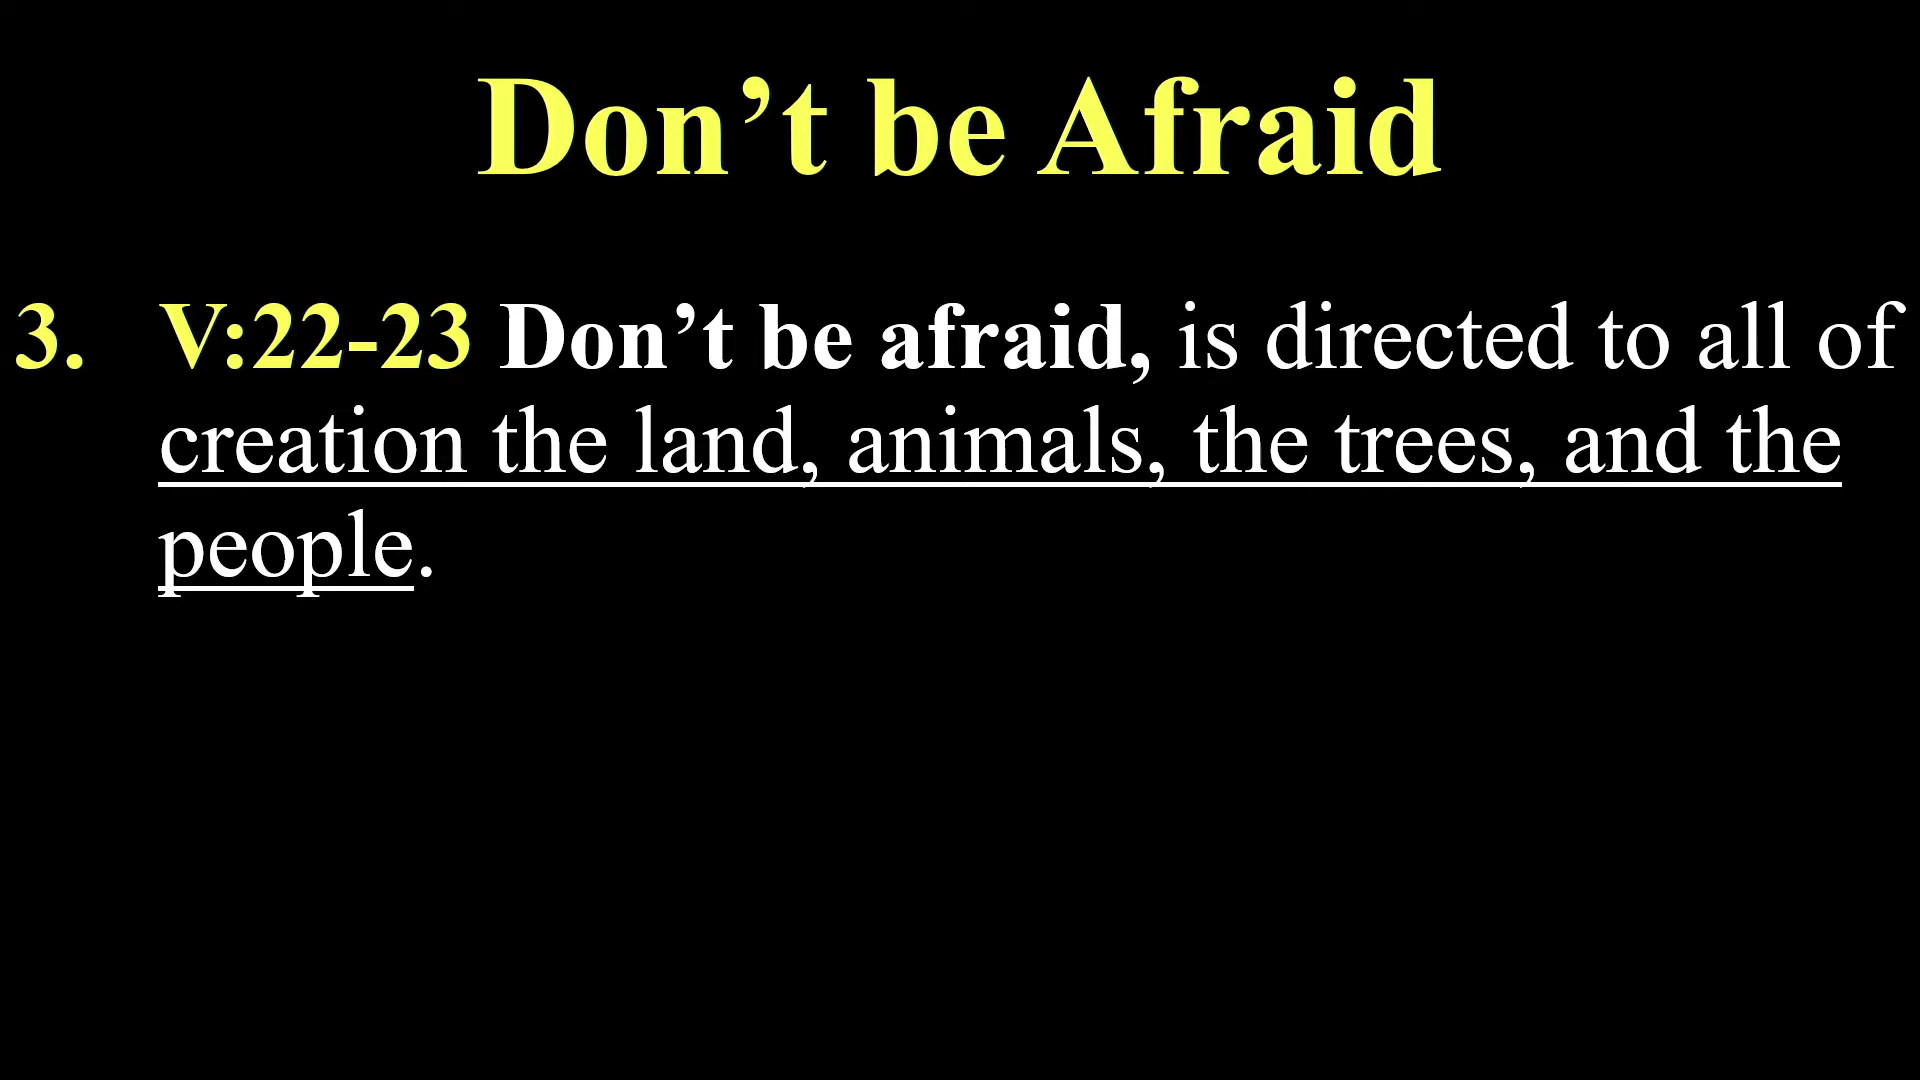 Don’t be Afraid
3. V:22-23 Don’t be afraid, is directed to all of
creation the land, animals, the trees, and the
people.